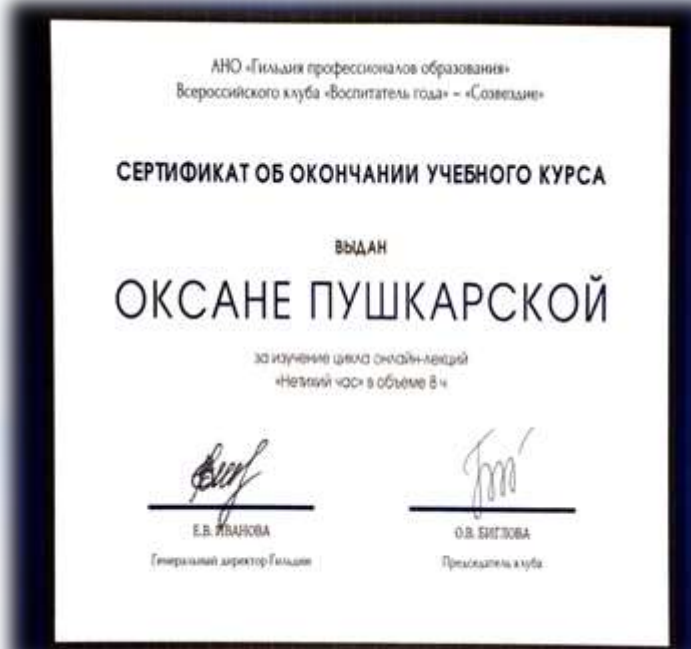 АНО «Гильдия профессионалов образования»
Всероссийского клуба «Воспитатель года» – «Созвездие»
СЕРТИФИКАТ ОБ ОКОНЧАНИИ УЧЕБНОГО КУРСА
ВЫДАН
ОКСАНЕ ПУШКАРСКОЙ
за изучение цикла онлайн-лекций
«Нетихий час» в объеме 8 ч
Е.В. ИВАНОВА
О.В. БИГЛОВА
Генеральный директор Гильдии
Председатель клуба